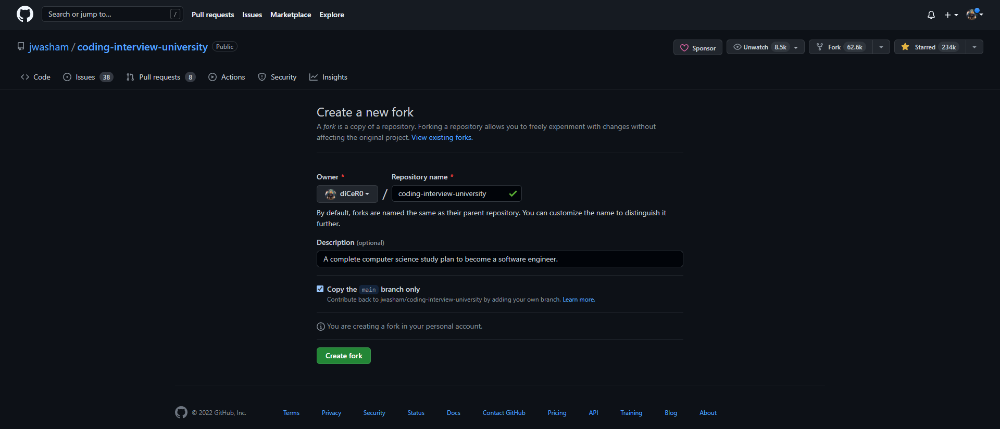 Search or jump to... /
Pull requests Issues Marketplace Explore
jwasham / coding-interview-university Public
Sponsor Unwatch 8.5k Fork 62.6k Starred 234k
Code Issues 38 Pull requests 8 Actions Security Insights
Create a new fork
A fork is a copy of a repository. Forking a repository allows you to freely experiment with changes without
affecting the original project. View existing forks.
Owner * Repository name *
diCeR0 / coding-interview-university
By default, forks are named the same as their parent repository. You can customize the name to distinguish it
further.
Description (optional)
A complete computer science study plan to become a software engineer.
Copy the main branch only
Contribute back to jwasham/coding-interview-university by adding your own branch. Learn more.
You are creating a fork in your personal account.
Create fork
© 2022 GitHub, Inc. Terms Privacy Security Status Docs Contact GitHub Pricing API Training Blog About